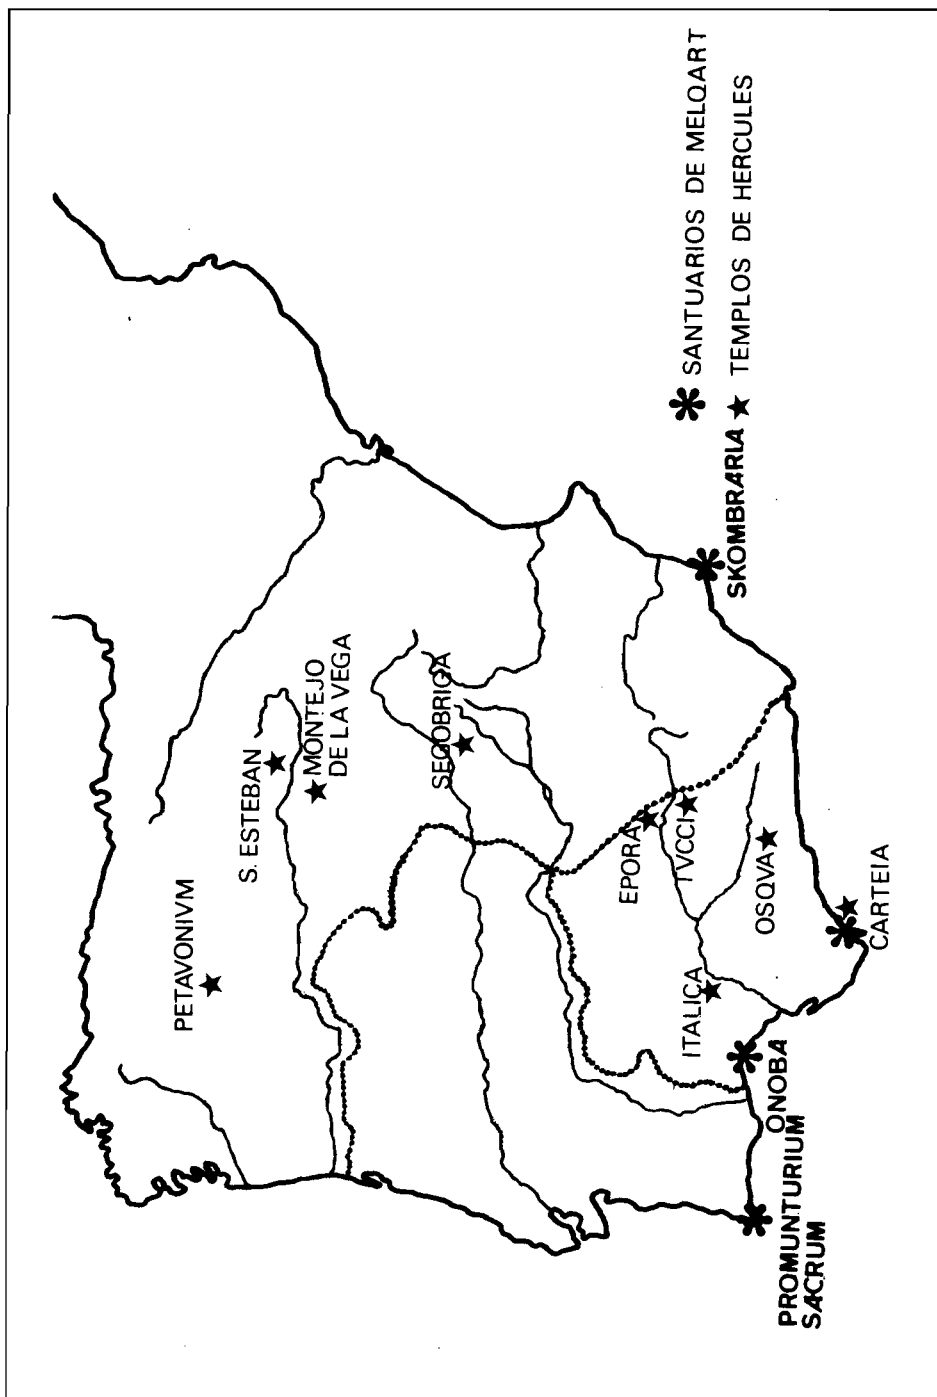 PETAVONIVM
S. ESTEBAN
MONTEJO
DE LA VEGA
SEGOBRIGA
EPORA
TVCCI
ITALICA
OSQVA
CARTEIA
ONOBA
PROMUNTURIUM
SACRUM
SKOMBRARIA
SANTUARIOS DE MELQART
TEMPLOS DE HERCULES